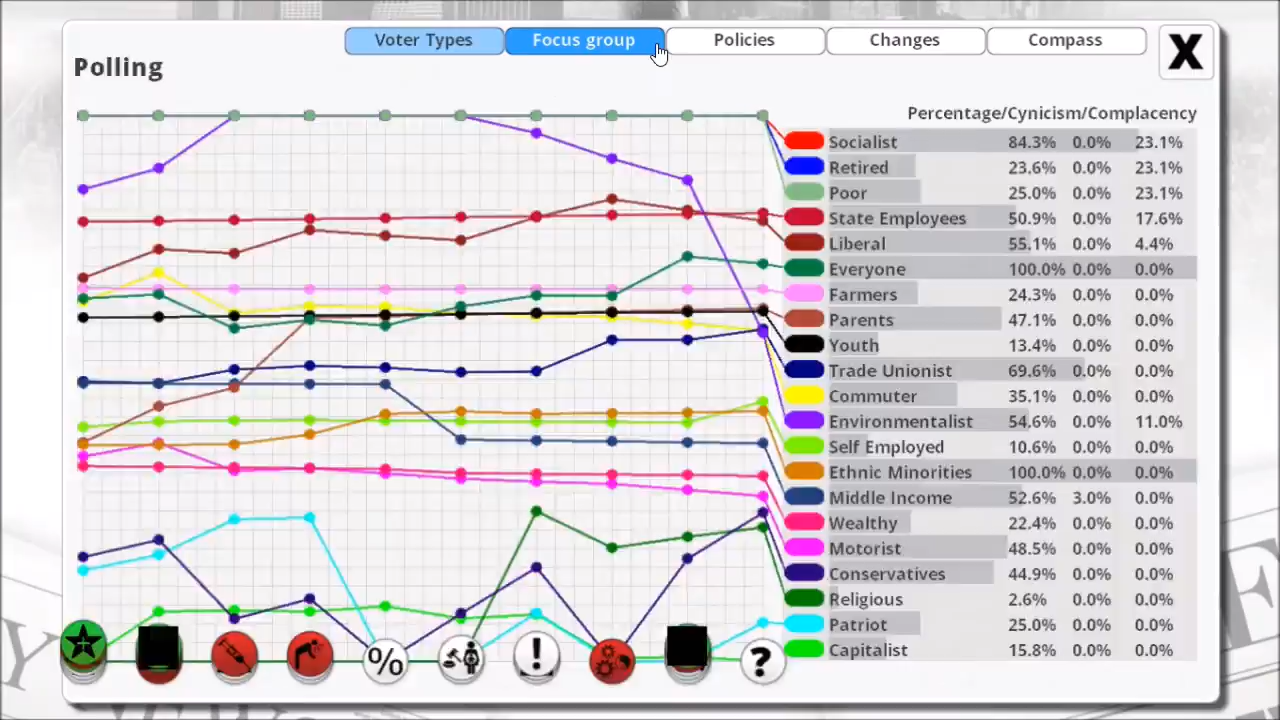 Voter Types Focus group Policies Changes Compass X
Polling
Percentage/Cynicism/Complacency
Socialist 84.3% 0.0% 23.1%
Retired 23.6% 0.0% 23.1%
Poor 25.0% 0.0% 23.1%
State Employees 50.9% 0.0% 17.6%
Liberal 55.1% 0.0% 4.4%
Everyone 100.0% 0.0% 0.0%
Farmers 24.3% 0.0% 0.0%
Parents 47.1% 0.0% 0.0%
Youth 13.4% 0.0% 0.0%
Trade Unionist 69.6% 0.0% 0.0%
Commuter 35.1% 0.0% 0.0%
Environmentalist 54.6% 0.0% 11.0%
Self Employed 10.6% 0.0% 0.0%
Ethnic Minorities 100.0% 0.0% 0.0%
Middle Income 52.6% 3.0% 0.0%
Wealthy 22.4% 0.0% 0.0%
Motorist 48.5% 0.0% 0.0%
Conservatives 44.9% 0.0% 0.0%
Religious 2.6% 0.0% 0.0%
Patriot 25.0% 0.0% 0.0%
Capitalist 15.8% 0.0% 0.0%
% ! ?